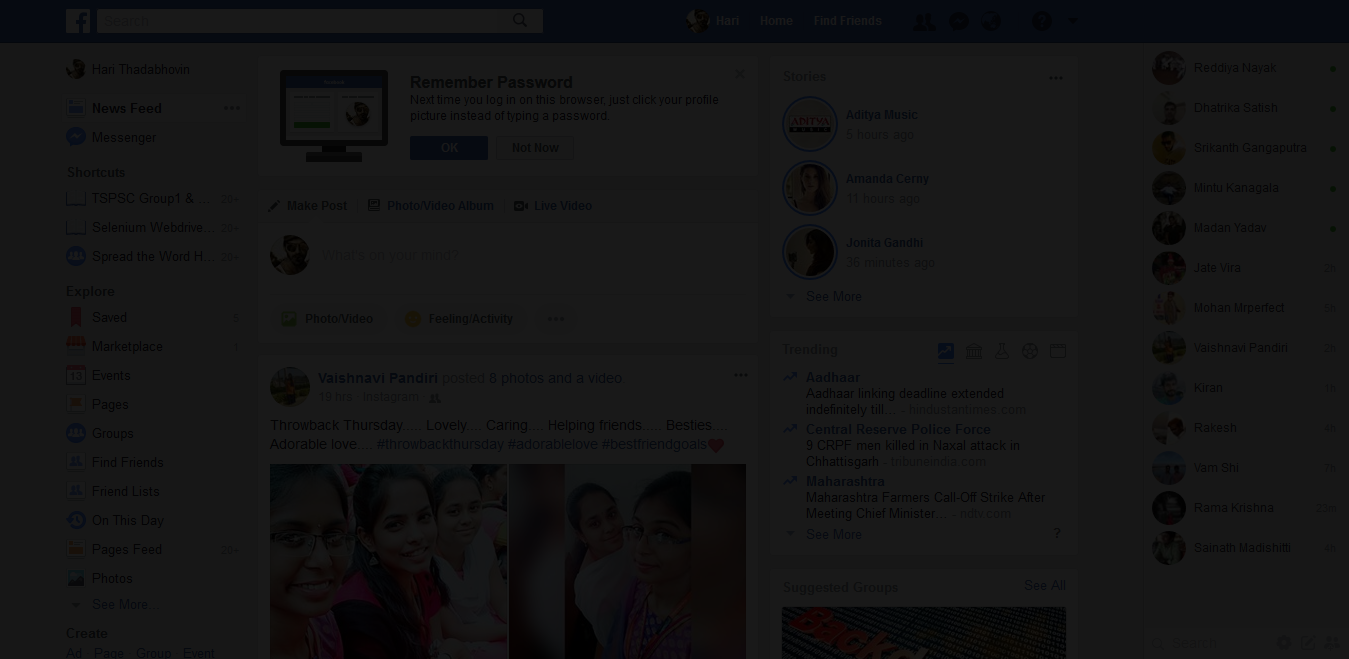 Search
Hari
Home
Find Friends
Hari Thadabhovin
News Feed
Messenger
Shortcuts
TSPSC Group1 & ... 20+
Selenium Webdrive... 20+
Spread the Word H... 20+
Explore
Saved 5
Marketplace 1
13 Events
Pages
Groups
Find Friends
Friend Lists
On This Day
Pages Feed 20+
Photos
See More...
Create
Ad Page Group Event
Remember Password
Next time you log in on this browser, just click your profile
picture instead of typing a password.
OK
Not Now
Make Post
Photo/Video Album
Live Video
What's on your mind?
Photo/Video
Feeling/Activity
Vaishnavi Pandiri posted 8 photos and a video.
19 hrs · Instagram ·
Throwback Thursday..... Lovely.... Caring.... Helping friends...... Besties....
Adorable love.... #throwbackthursday #adorablelove #bestfriendgoals❤
Stories
ADITYA
MUSIC
Aditya Music
5 hours ago
Amanda Cerny
11 hours ago
Jonita Gandhi
36 minutes ago
See More
Trending
Aadhaar
Aadhaar linking deadline extended
indefinitely till... - hindustantimes.com
Central Reserve Police Force
9 CRPF men killed in Naxal attack in
Chhattisgarh - tribuneindia.com
Maharashtra
Maharashtra Farmers Call-Off Strike After
Meeting Chief Minister... - ndtv.com
See More
?
Suggested Groups
See All
Reddiya Nayak
Dhatrika Satish
Srikanth Gangaputra
Mintu Kanagala
Madan Yadav
Jafe Vira 2h
Mohan Mrperfect 5h
Vaishnavi Pandiri 2h
Kiran 1h
Rakesh 4h
Vam Shi 7h
Rama Krishna
Sainath Madishitti 4h
Search